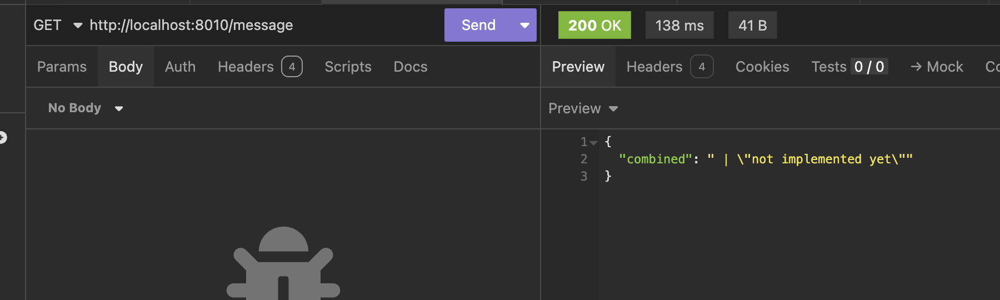 GET http://localhost:8010/message Send
200 OK 138 ms 41 B
Params Body Auth Headers 4 Scripts Docs
Preview Headers 4 Cookies Tests 0 / 0 → Mock
No Body
Preview
1 {
2 "combined": " | \"not implemented yet\""
3 }